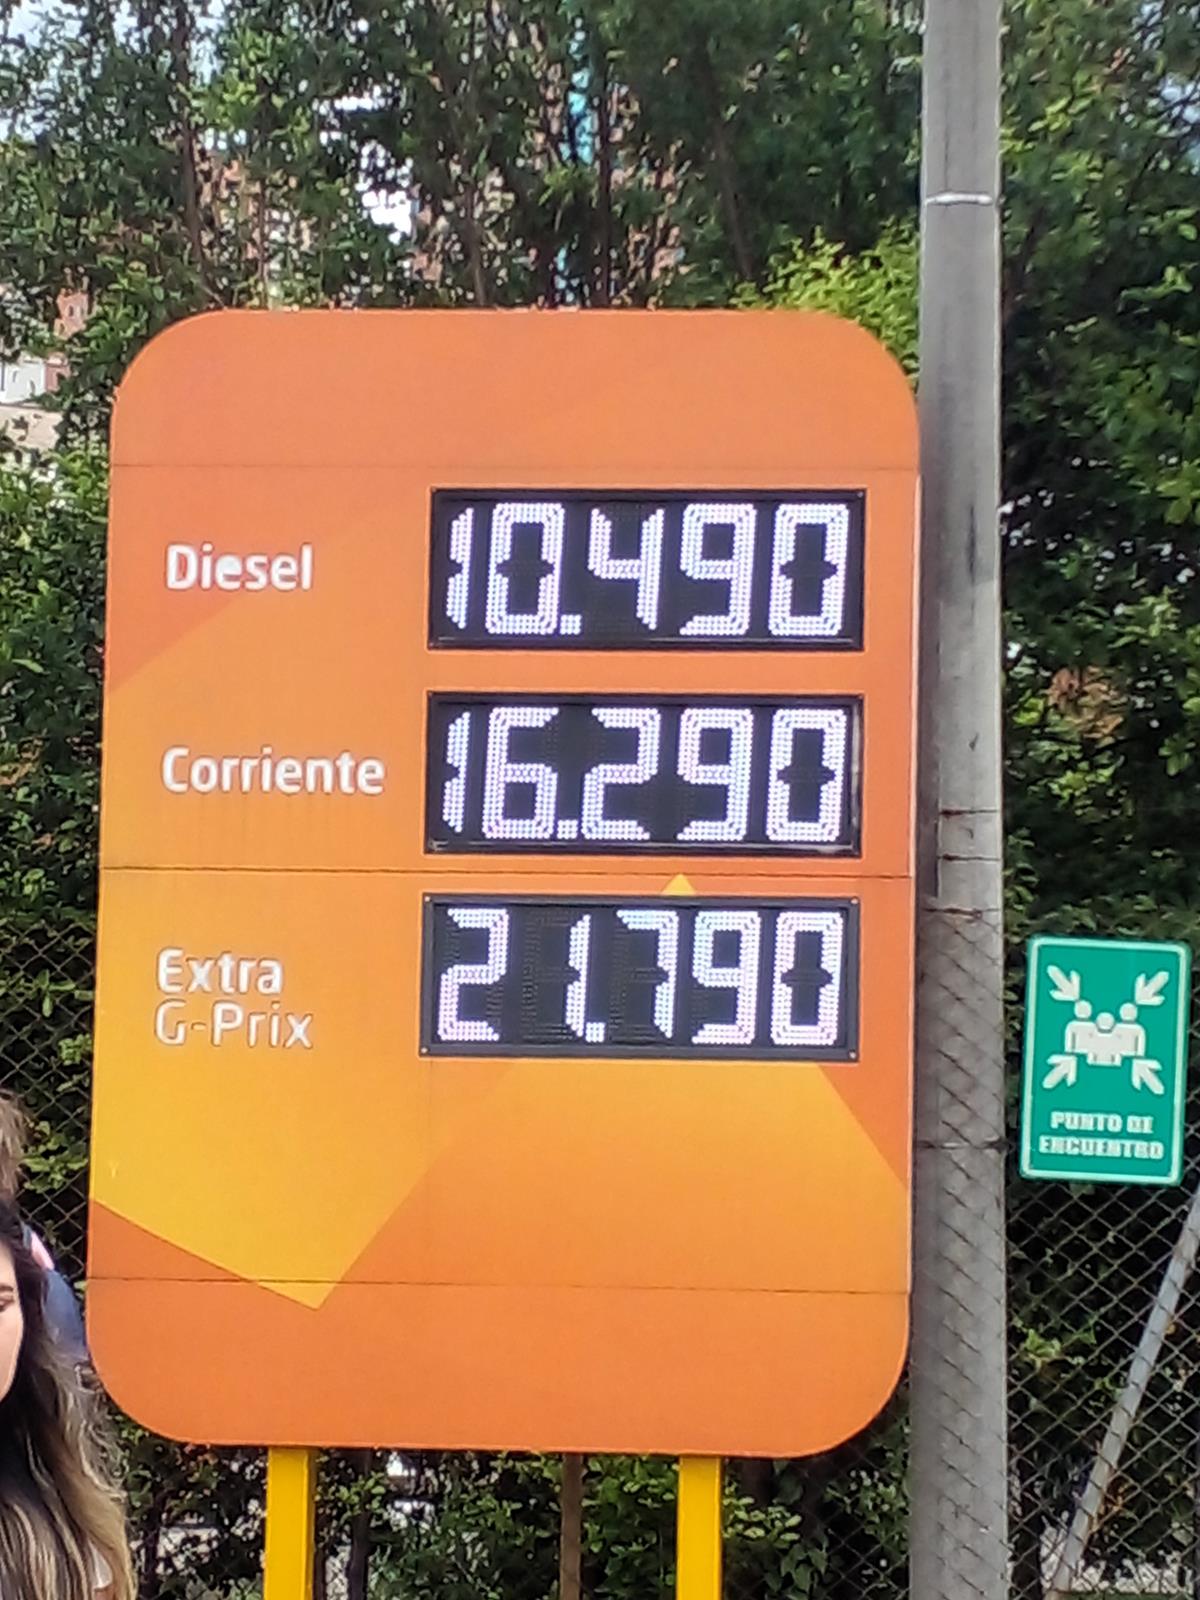 Diesel 10.490
Corriente 16.290
Extra
G-Prix 21.790
PUNTO DE
ENCUENTRO